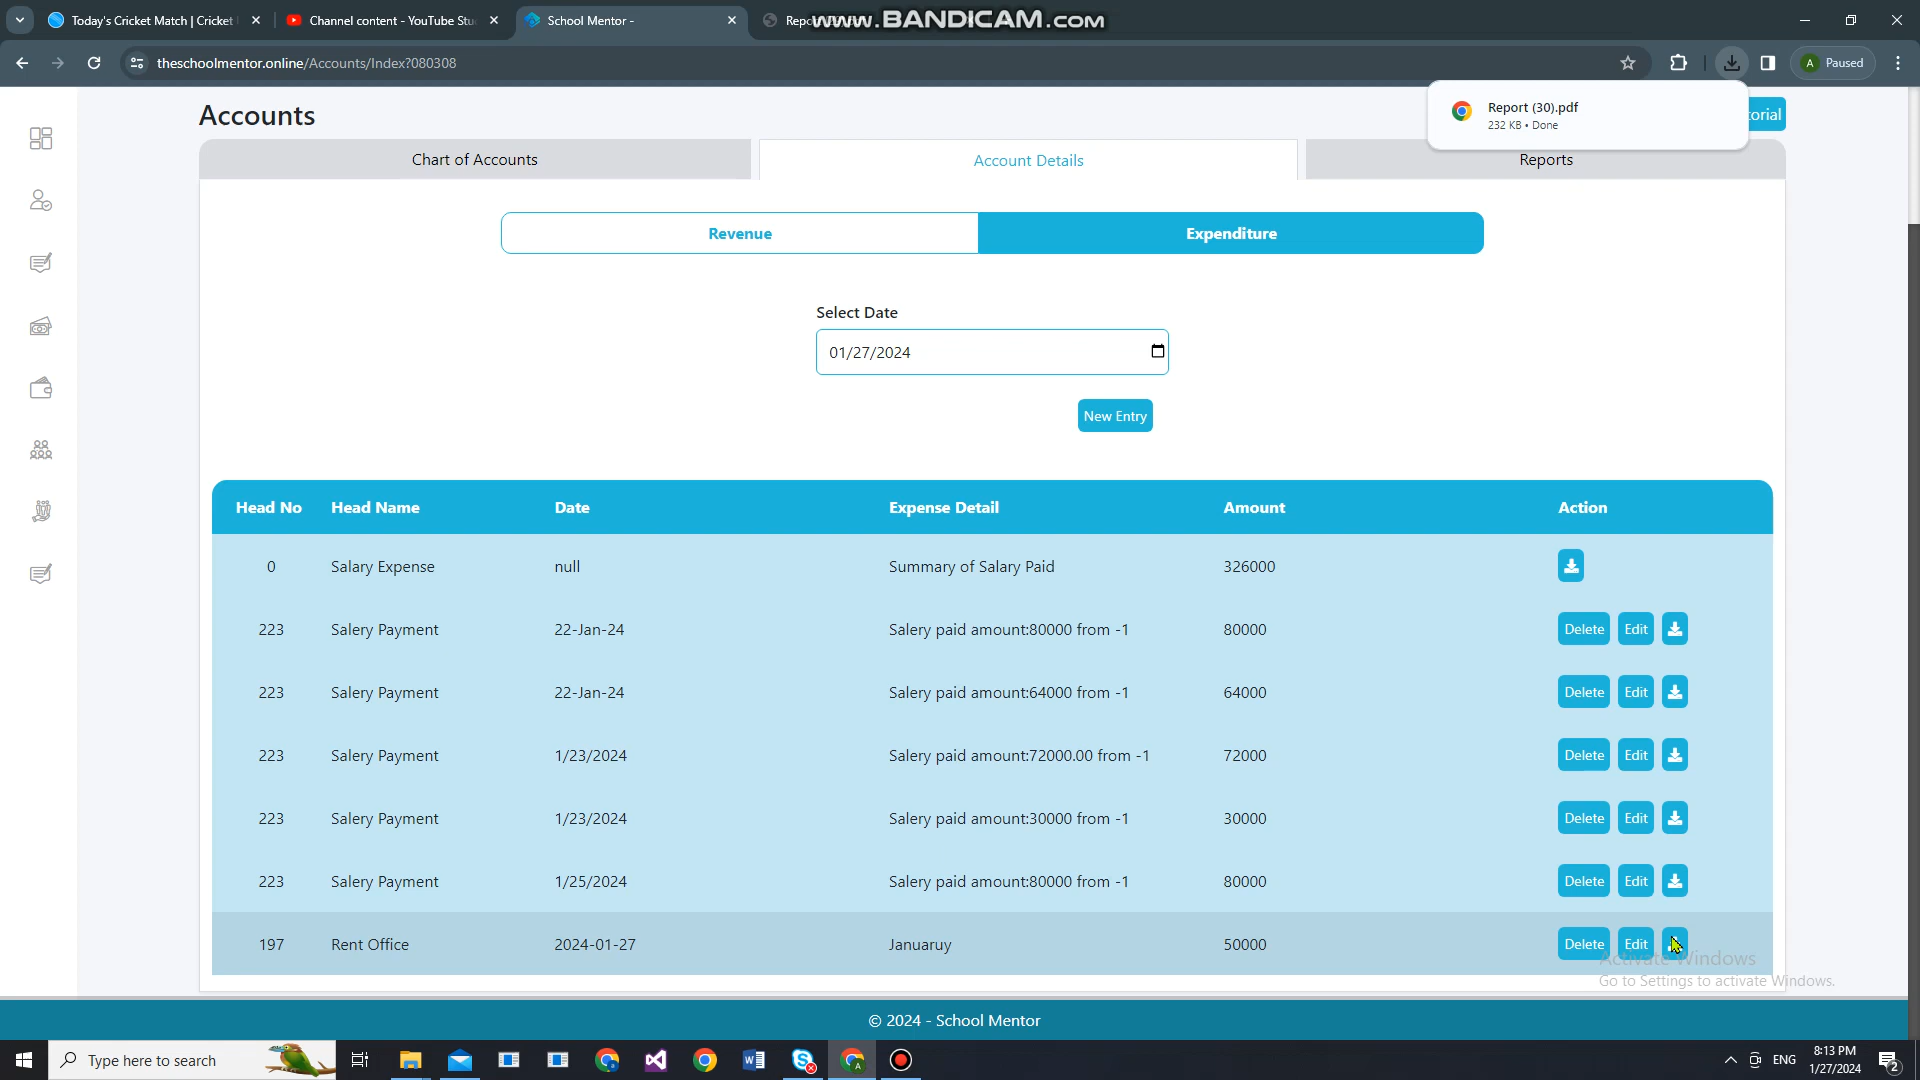 Today's Cricket Match | Cricket
Channel content - YouTube Stu
School Mentor -
www.BANDICAM.com
theschoolmentor.online/Accounts/Index?080308
A Paused
Report (30).pdf
232 KB • Done
Accounts
orial
Chart of Accounts
Account Details
Reports
Revenue
Expenditure
Select Date
01/27/2024
New Entry
Head No Head Name Date Expense Detail Amount Action
0 Salary Expense null Summary of Salary Paid 326000
223 Salery Payment 22-Jan-24 Salery paid amount:80000 from -1 80000 Delete Edit
223 Salery Payment 22-Jan-24 Salery paid amount:64000 from -1 64000 Delete Edit
223 Salery Payment 1/23/2024 Salery paid amount:72000.00 from -1 72000 Delete Edit
223 Salery Payment 1/23/2024 Salery paid amount:30000 from -1 30000 Delete Edit
223 Salery Payment 1/25/2024 Salery paid amount:80000 from -1 80000 Delete Edit
197 Rent Office 2024-01-27 Januaruy 50000 Delete Edit
Activate Windows
Go to Settings to activate Windows.
© 2024 - School Mentor
Type here to search
ENG
8:13 PM
1/27/2024
2